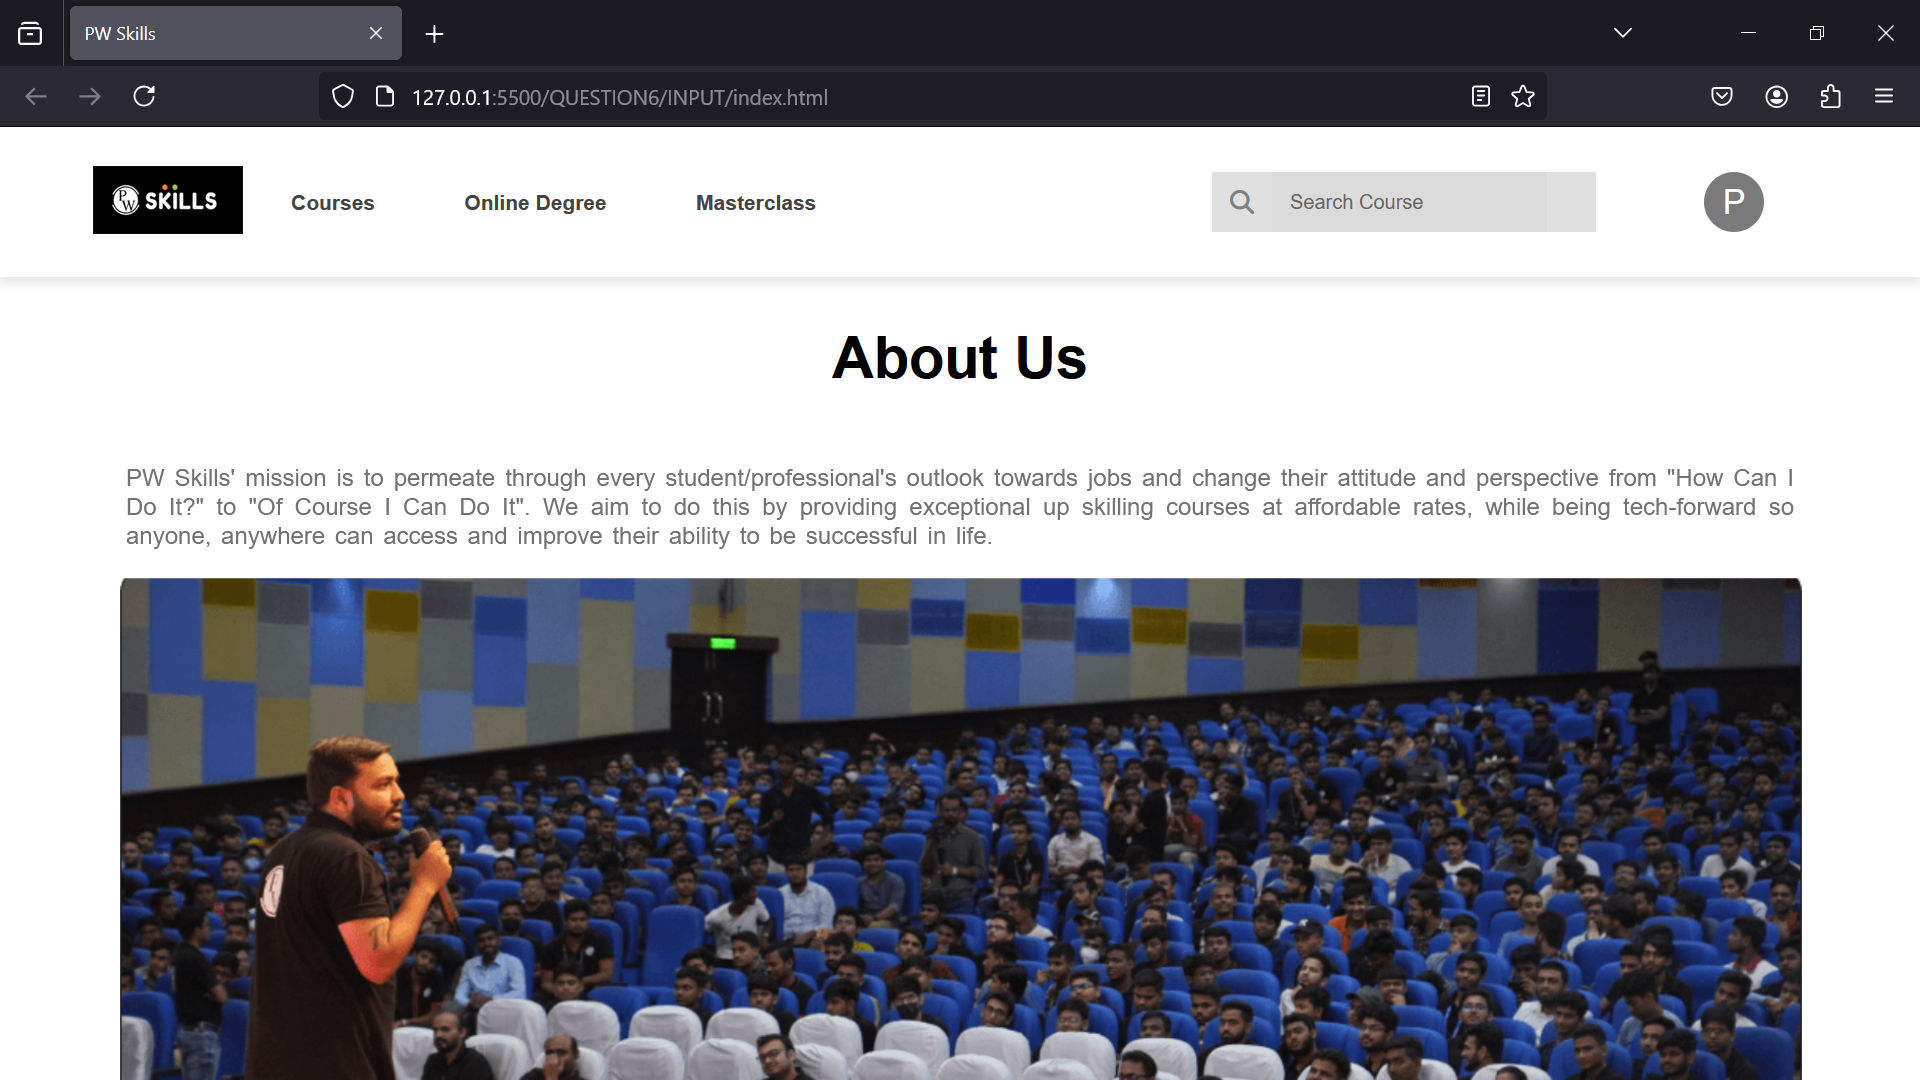 PW Skills
127.0.0.1:5500/QUESTION6/INPUT/index.html
PW SKILLS
Courses
Online Degree
Masterclass
Search Course
P
About Us
PW Skills' mission is to permeate through every student/professional's outlook towards jobs and change their attitude and perspective from "How Can I
Do It?" to "Of Course I Can Do It". We aim to do this by providing exceptional up skilling courses at affordable rates, while being tech-forward so
anyone, anywhere can access and improve their ability to be successful in life.